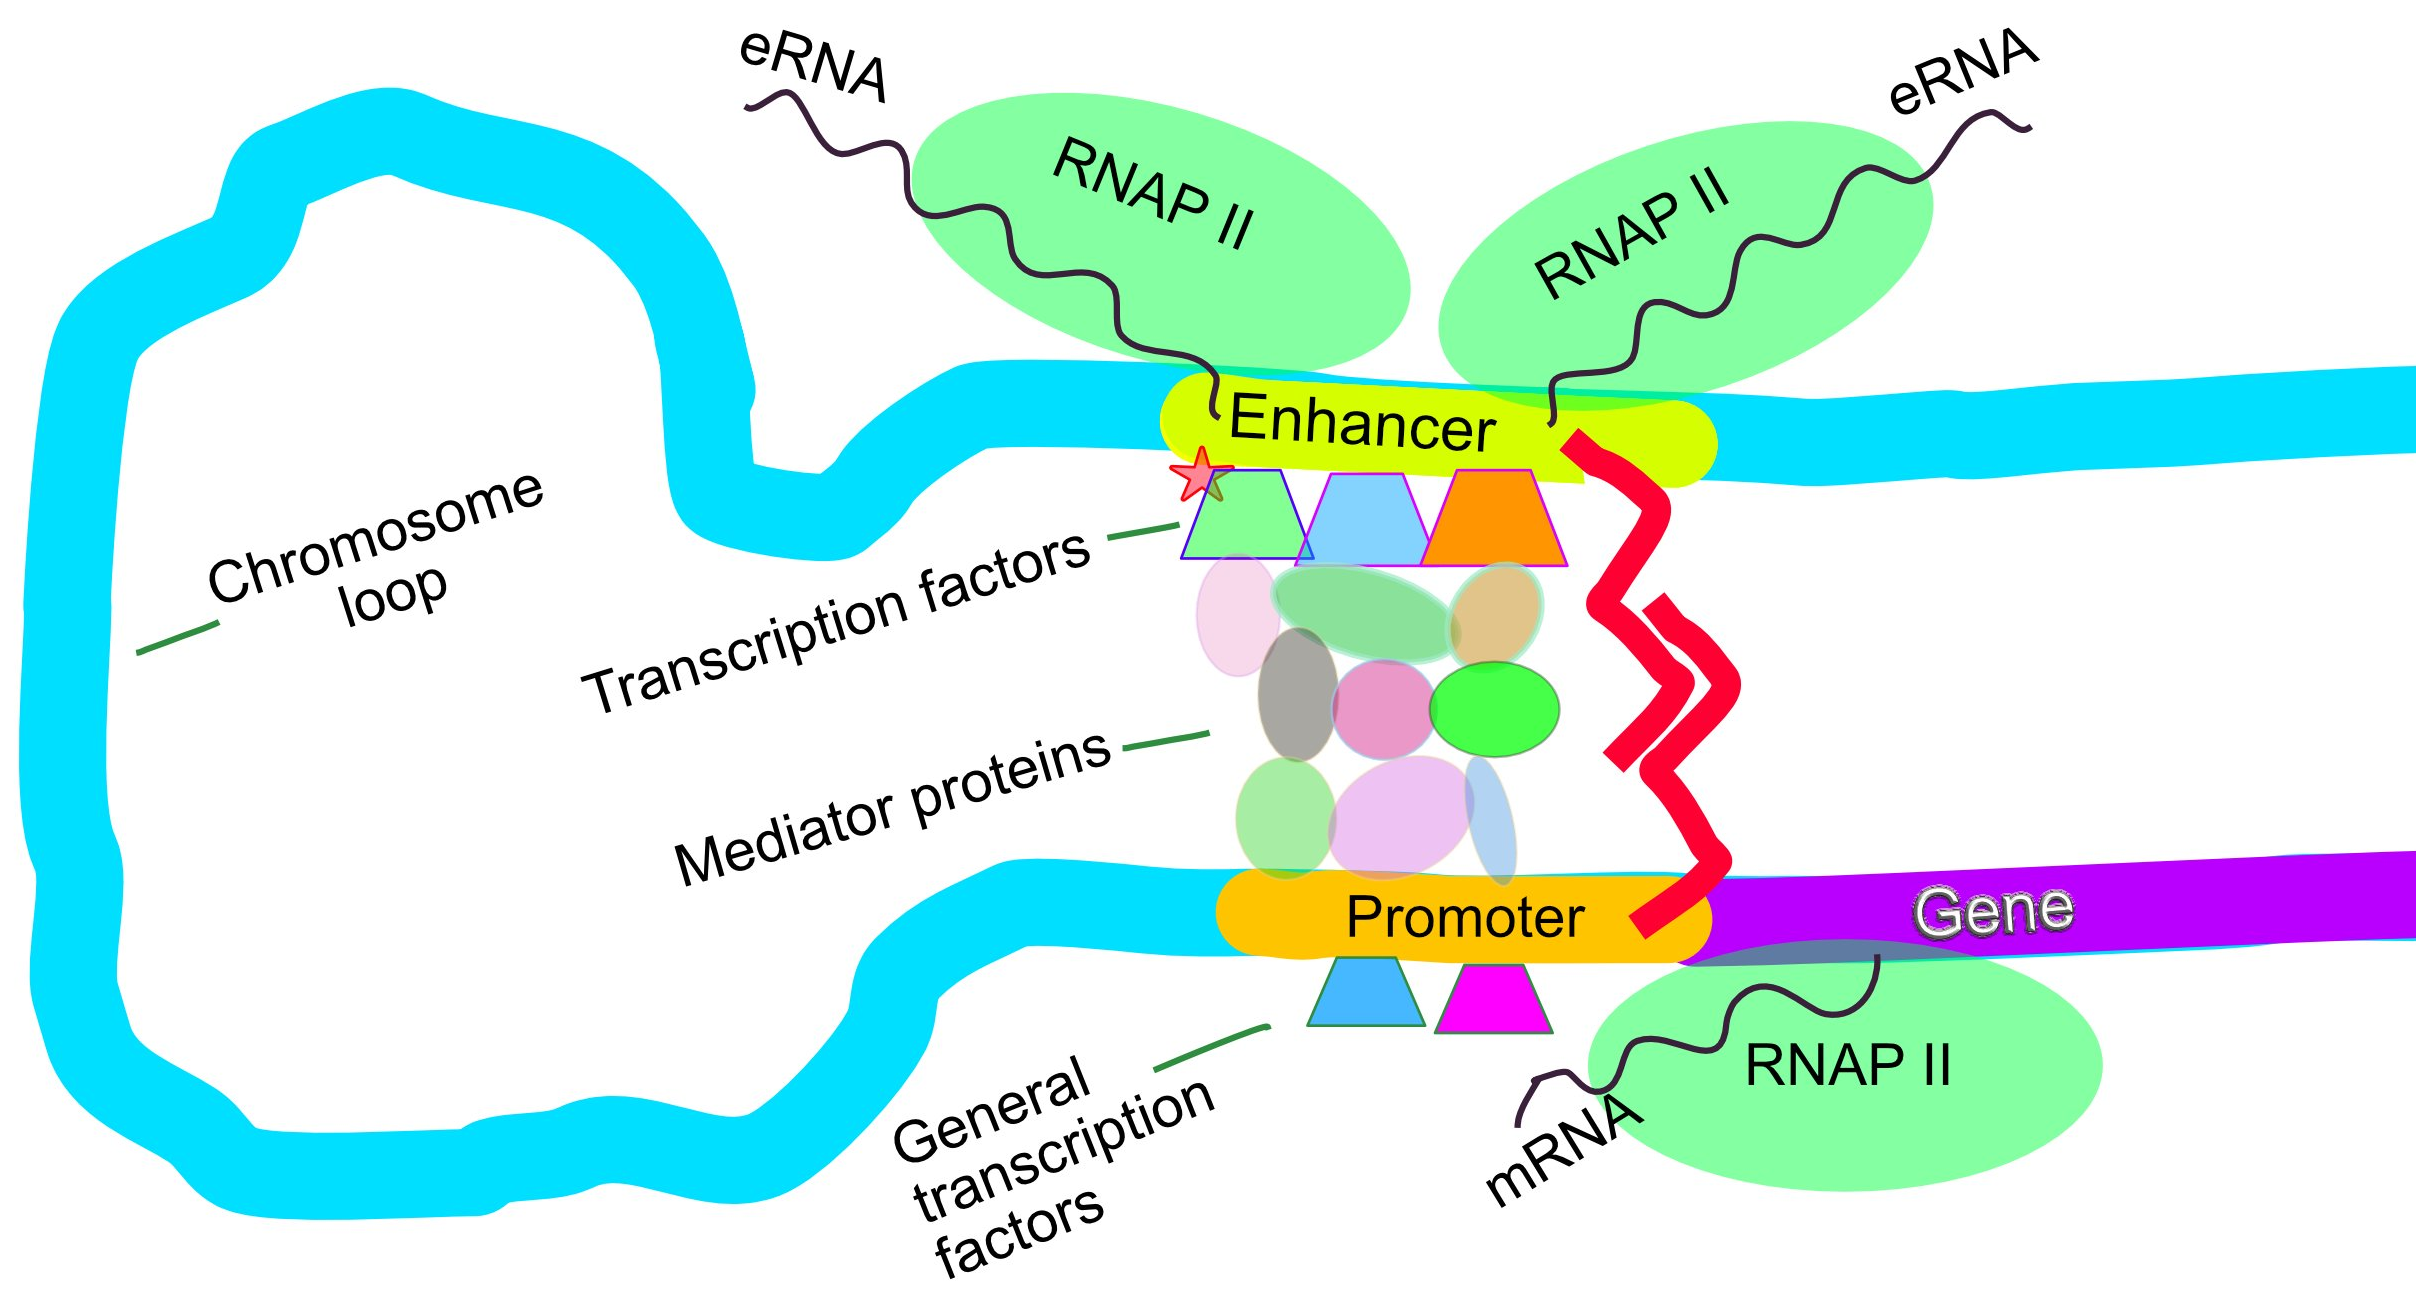 eRNA
eRNA
RNAP II
RNAP II
Enhancer
Chromosome
loop
Transcription factors
Mediator proteins
Promoter
Gene
General
transcription
factors
RNAP II
mRNA